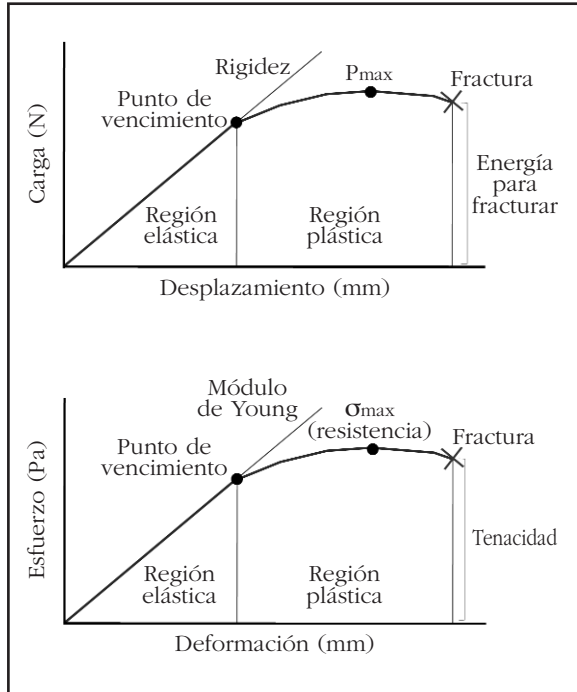 Carga (N)
Rigidez
Pmax
Fractura
Punto de
vencimiento
Energía
para
fracturar
Región
elástica
Región
plástica
Desplazamiento (mm)
Esfuerzo (Pa)
Módulo
de Young
σmax
(resistencia)
Fractura
Punto de
vencimiento
Tenacidad
Región
elástica
Región
plástica
Deformación (mm)